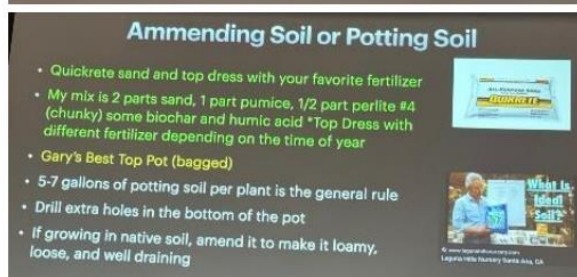 Ammending Soil or Potting Soil
• Quickrete sand and top dress with your favorite fertilizer
• My mix is 2 parts sand, 1 part pumice, 1/2 part perlite #4
(chunky) some biochar and humic acid *Top Dress with
different fertilizer depending on the time of year
• Gary's Best Top Pot (bagged)
• 5-7 gallons of potting soil per plant is the general rule
• Drill extra holes in the bottom of the pot
• If growing in native soil, amend it to make it loamy,
loose, and well draining
ALL-PURPOSE SAND
QUIKRETE
What Is
Ideal
Soil?
Laguna Hills Nursery Santa Ana, CA